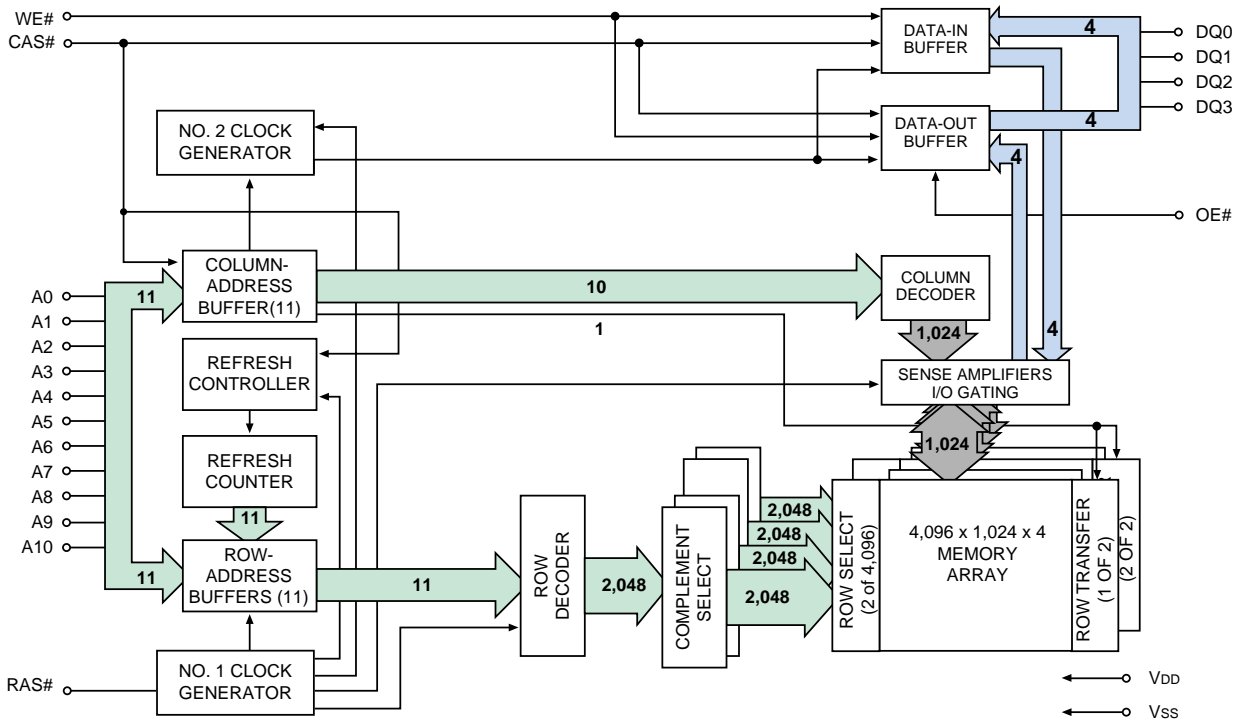 WE#
CAS#
DATA-IN
BUFFER
4
DQ0
DQ1
DQ2
DQ3
NO. 2 CLOCK
GENERATOR
DATA-OUT
BUFFER
4
4
OE#
COLUMN-
ADDRESS
BUFFER(11)
11
10
1
COLUMN
DECODER
1,024
4
A0
A1
A2
A3
A4
A5
A6
A7
A8
A9
A10
REFRESH
CONTROLLER
SENSE AMPLIFIERS
I/O GATING
1,024
REFRESH
COUNTER
11
ROW-
ADDRESS
BUFFERS (11)
11
11
ROW
DECODER
2,048
COMPLEMENT
SELECT
2,048
2,048
2,048
2,048
ROW SELECT
(2 of 4,096)
4,096 x 1,024 x 4
MEMORY
ARRAY
ROW TRANSFER
(1 OF 2)
(2 OF 2)
RAS#
NO. 1 CLOCK
GENERATOR
VDD
VSS